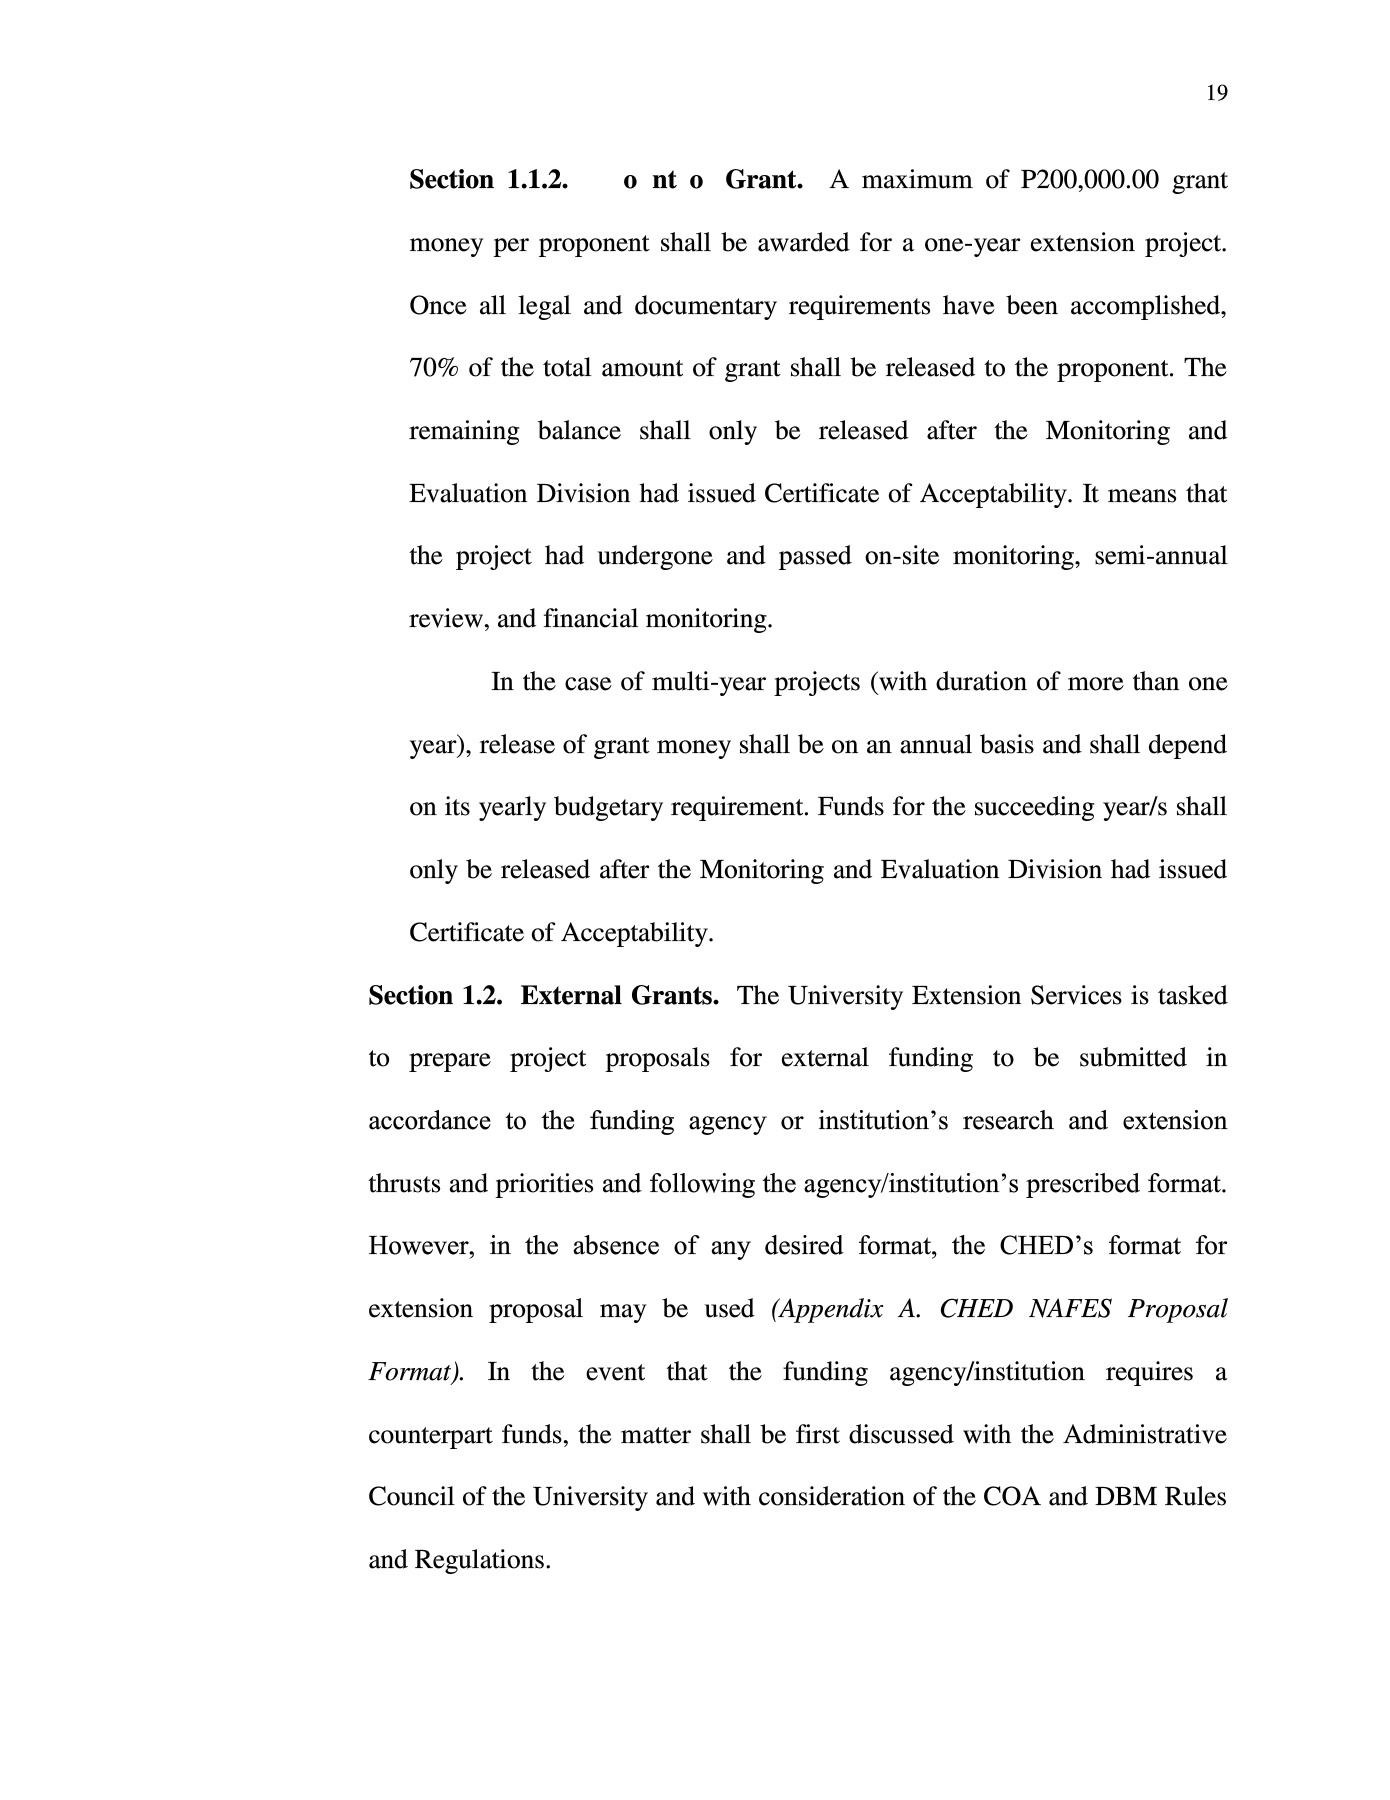 19
Section 1.1.2. o nt o Grant. A maximum of P200,000.00 grant
money per proponent shall be awarded for a one-year extension project.
Once all legal and documentary requirements have been accomplished,
70% of the total amount of grant shall be released to the proponent. The
remaining balance shall only be released after the Monitoring and
Evaluation Division had issued Certificate of Acceptability. It means that
the project had undergone and passed on-site monitoring, semi-annual
review, and financial monitoring.
In the case of multi-year projects (with duration of more than one
year), release of grant money shall be on an annual basis and shall depend
on its yearly budgetary requirement. Funds for the succeeding year/s shall
only be released after the Monitoring and Evaluation Division had issued
Certificate of Acceptability.
Section 1.2. External Grants. The University Extension Services is tasked
to prepare project proposals for external funding to be submitted in
accordance to the funding agency or institution’s research and extension
thrusts and priorities and following the agency/institution’s prescribed format.
However, in the absence of any desired format, the CHED’s format for
extension proposal may be used (Appendix A. CHED NAFES Proposal
Format). In the event that the funding agency/institution requires a
counterpart funds, the matter shall be first discussed with the Administrative
Council of the University and with consideration of the COA and DBM Rules
and Regulations.